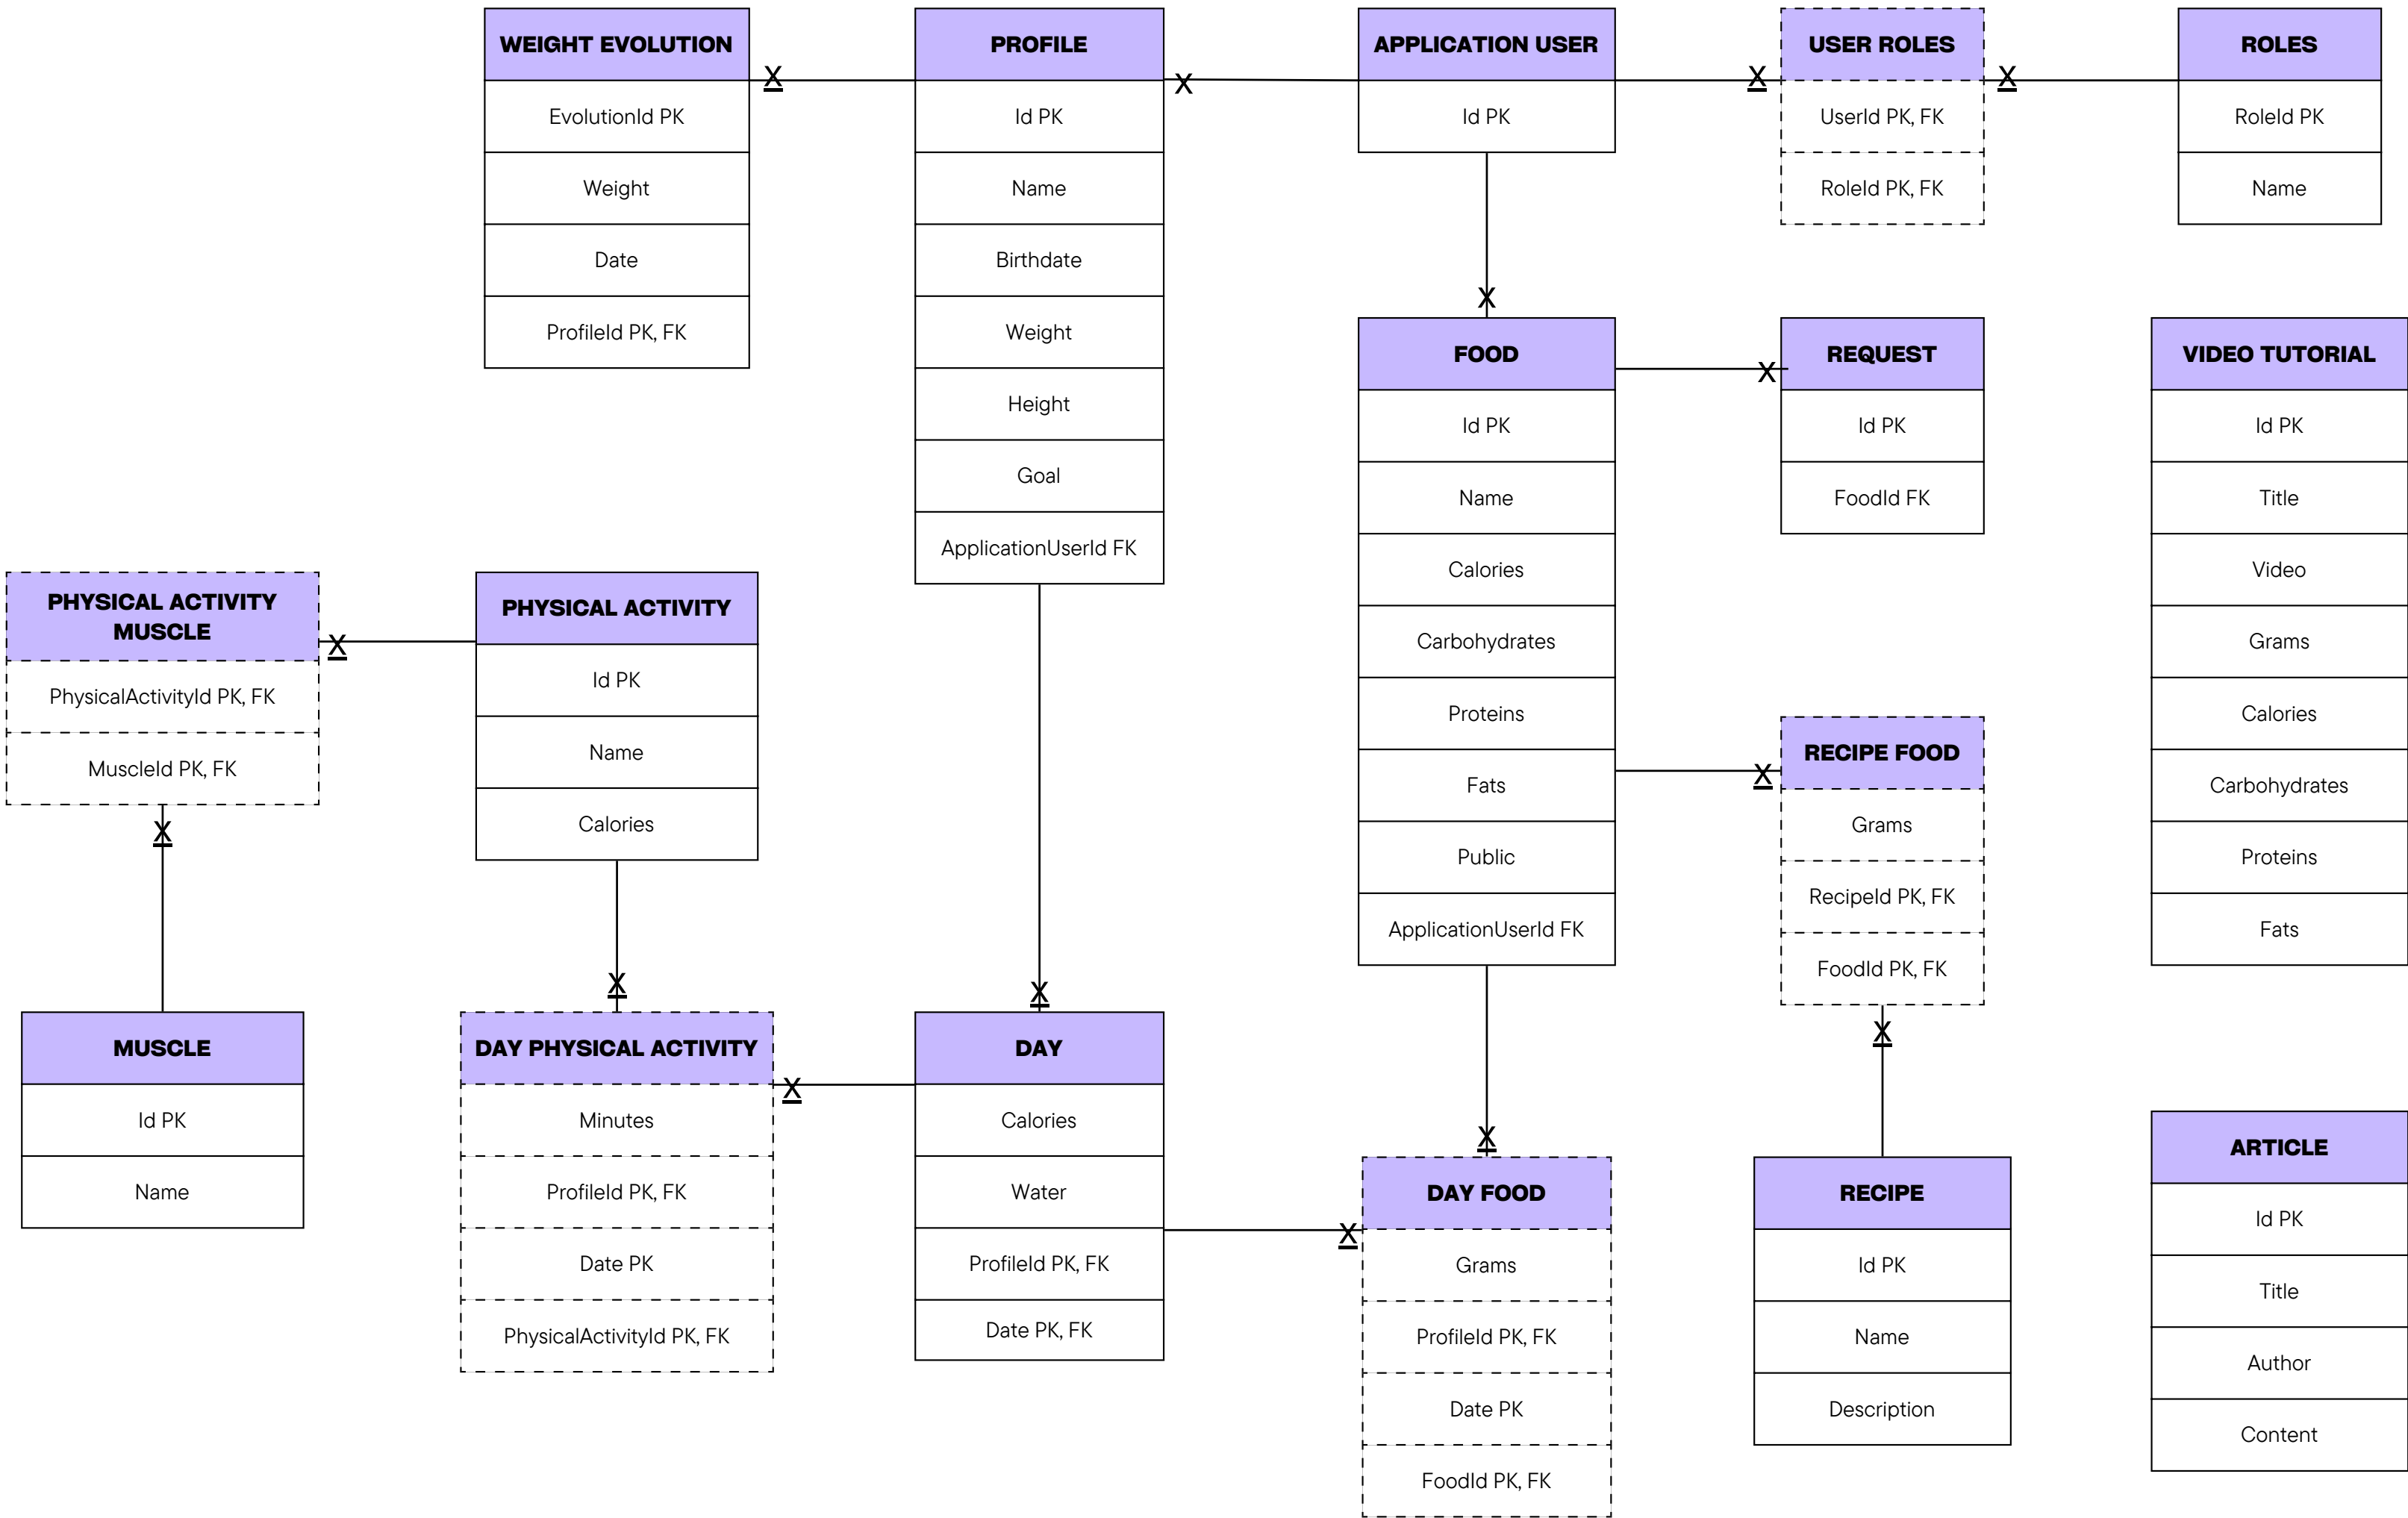 WEIGHT EVOLUTION
EvolutionId PK
Weight
Date
ProfileId PK, FK
X
PROFILE
Id PK
Name
Birthdate
Weight
Height
Goal
ApplicationUserId FK
X
APPLICATION USER
Id PK
X
USER ROLES
UserId PK, FK
RoleId PK, FK
X
ROLES
RoleId PK
Name
X
FOOD
Id PK
Name
Calories
Carbohydrates
Proteins
Fats
Public
ApplicationUserId FK
X
REQUEST
Id PK
FoodId FK
VIDEO TUTORIAL
Id PK
Title
Video
Grams
Calories
Carbohydrates
Proteins
Fats
PHYSICAL ACTIVITY
MUSCLE
PhysicalActivityId PK, FK
MuscleId PK, FK
X
PHYSICAL ACTIVITY
Id PK
Name
Calories
X
RECIPE FOOD
Grams
RecipeId PK, FK
FoodId PK, FK
X
X
X
X
MUSCLE
Id PK
Name
DAY PHYSICAL ACTIVITY
Minutes
ProfileId PK, FK
Date PK
PhysicalActivityId PK, FK
X
DAY
Calories
Water
ProfileId PK, FK
Date PK, FK
X
X
DAY FOOD
Grams
ProfileId PK, FK
Date PK
FoodId PK, FK
X
RECIPE
Id PK
Name
Description
ARTICLE
Id PK
Title
Author
Content